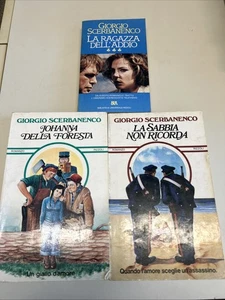 GIORGIO
SCERBANENCO
LA RAGAZZA
DELL'ADDIO
GIORGIO SCERBANENCO
JOHANNA
DELLA FORESTA
Un giallo d'amore
GIORGIO SCERBANENCO
LA SABBIA
NON RICORDA
Quando l'amore sceglie un assassino.